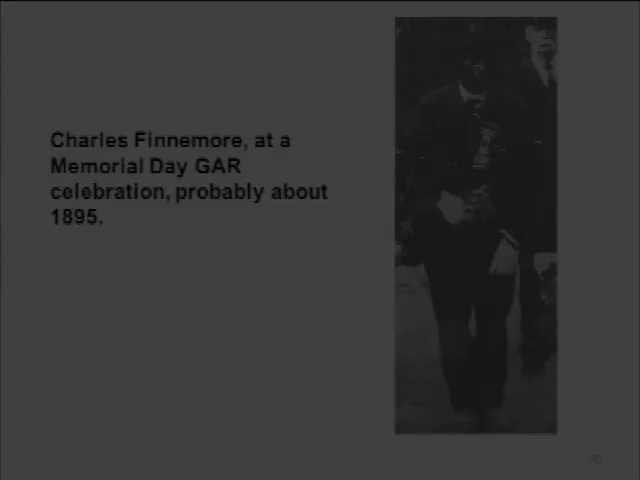 Charles Finnemore, at a
Memorial Day GAR
celebration, probably about
1895.